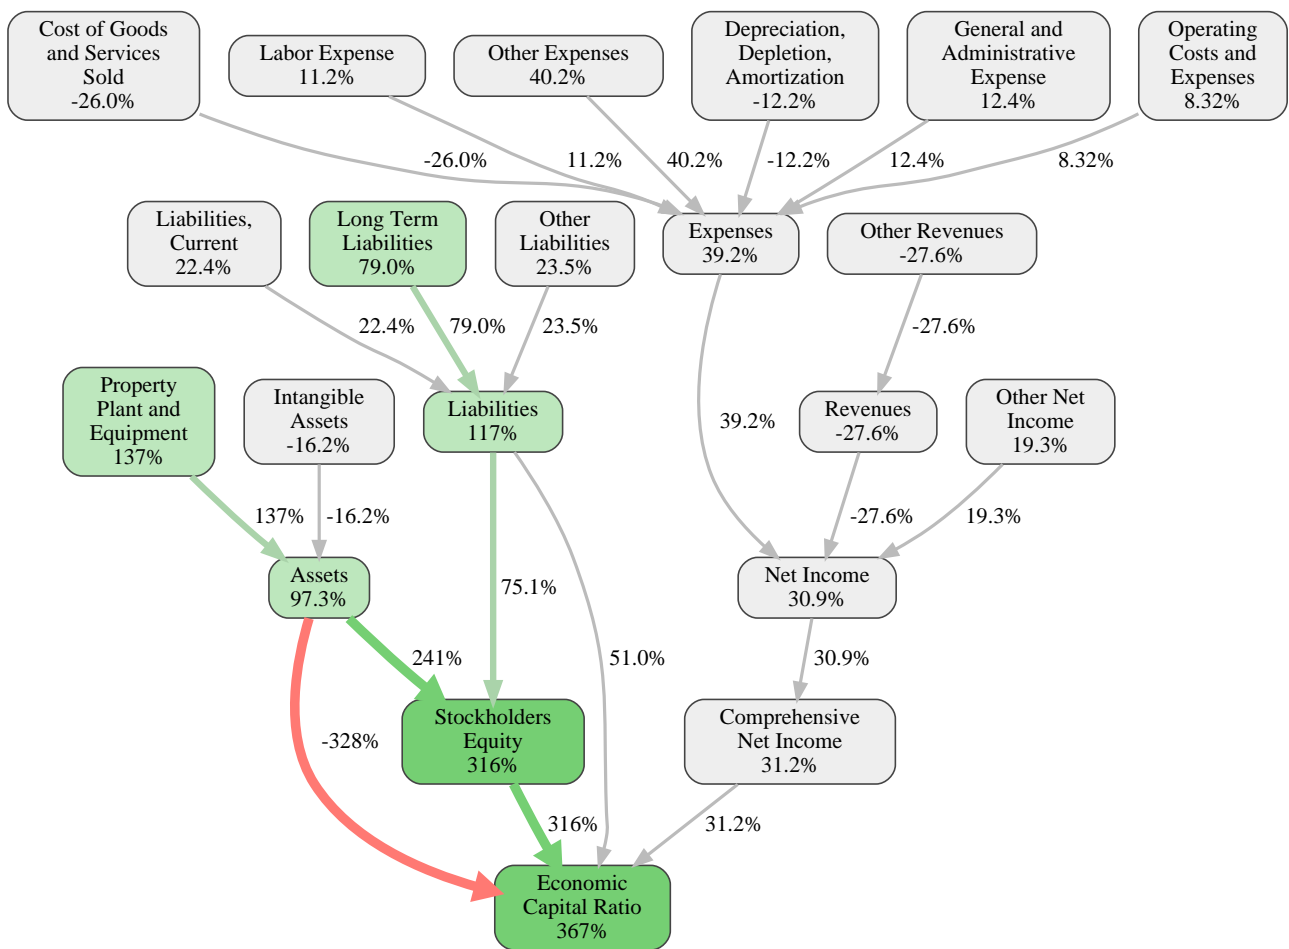 Cost of Goods
and Services
Sold
-26.0%
Labor Expense
11.2%
Other Expenses
40.2%
Depreciation,
Depletion,
Amortization
-12.2%
General and
Administrative
Expense
12.4%
Operating
Costs and
Expenses
8.32%
-26.0%
11.2%
40.2%
-12.2%
12.4%
8.32%
Liabilities,
Current
22.4%
Long Term
Liabilities
79.0%
Other
Liabilities
23.5%
Expenses
39.2%
Other Revenues
-27.6%
22.4%
79.0%
23.5%
-27.6%
Property
Plant and
Equipment
137%
Intangible
Assets
-16.2%
Liabilities
117%
39.2%
Revenues
-27.6%
Other Net
Income
19.3%
137%
-16.2%
-27.6%
19.3%
Assets
97.3%
75.1%
Net Income
30.9%
241%
51.0%
30.9%
-328%
Stockholders
Equity
316%
Comprehensive
Net Income
31.2%
316%
31.2%
Economic
Capital Ratio
367%